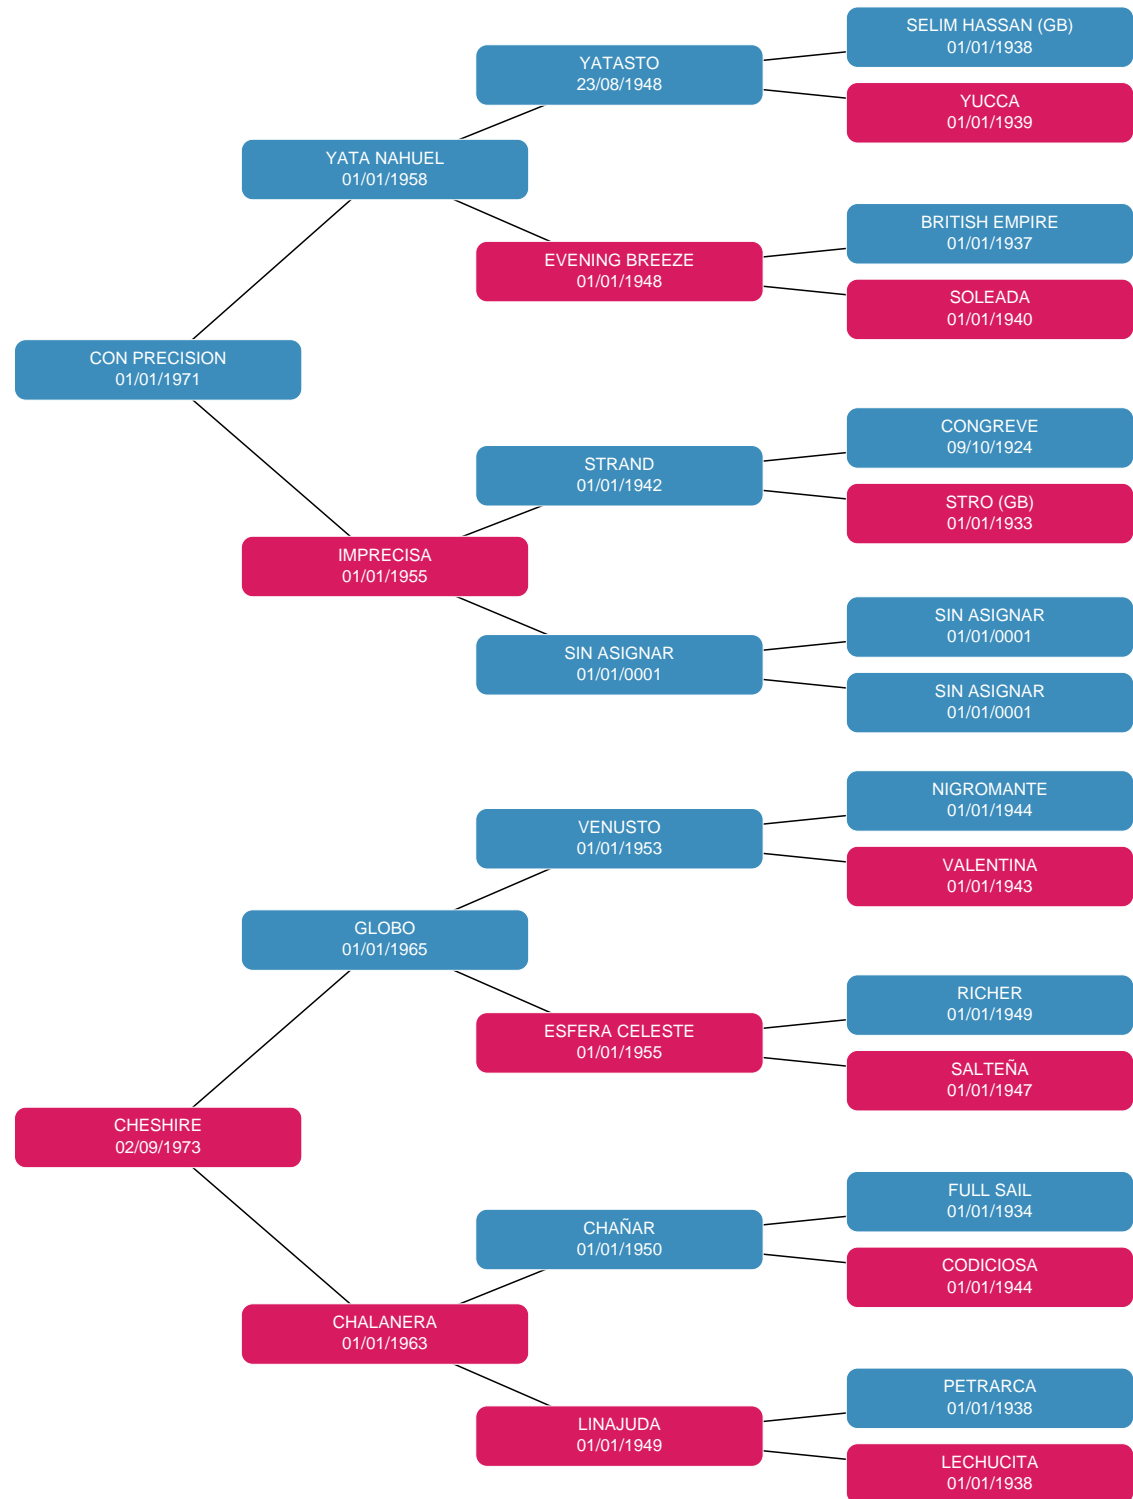 SELIM HASSAN (GB)
01/01/1938
YATASTO
23/08/1948
YUCCA
01/01/1939
YATA NAHUEL
01/01/1958
BRITISH EMPIRE
01/01/1937
EVENING BREEZE
01/01/1948
SOLEADA
01/01/1940
CON PRECISION
01/01/1971
CONGREVE
09/10/1924
STRAND
01/01/1942
STRO (GB)
01/01/1933
IMPRECISA
01/01/1955
SIN ASIGNAR
01/01/0001
SIN ASIGNAR
01/01/0001
SIN ASIGNAR
01/01/0001
NIGROMANTE
01/01/1944
VENUSTO
01/01/1953
VALENTINA
01/01/1943
GLOBO
01/01/1965
RICHER
01/01/1949
ESFERA CELESTE
01/01/1955
SALTEÑA
01/01/1947
CHESHIRE
02/09/1973
FULL SAIL
01/01/1934
CHAÑAR
01/01/1950
CODICIOSA
01/01/1944
CHALANERA
01/01/1963
PETRARCA
01/01/1938
LINAJUDA
01/01/1949
LECHUCITA
01/01/1938